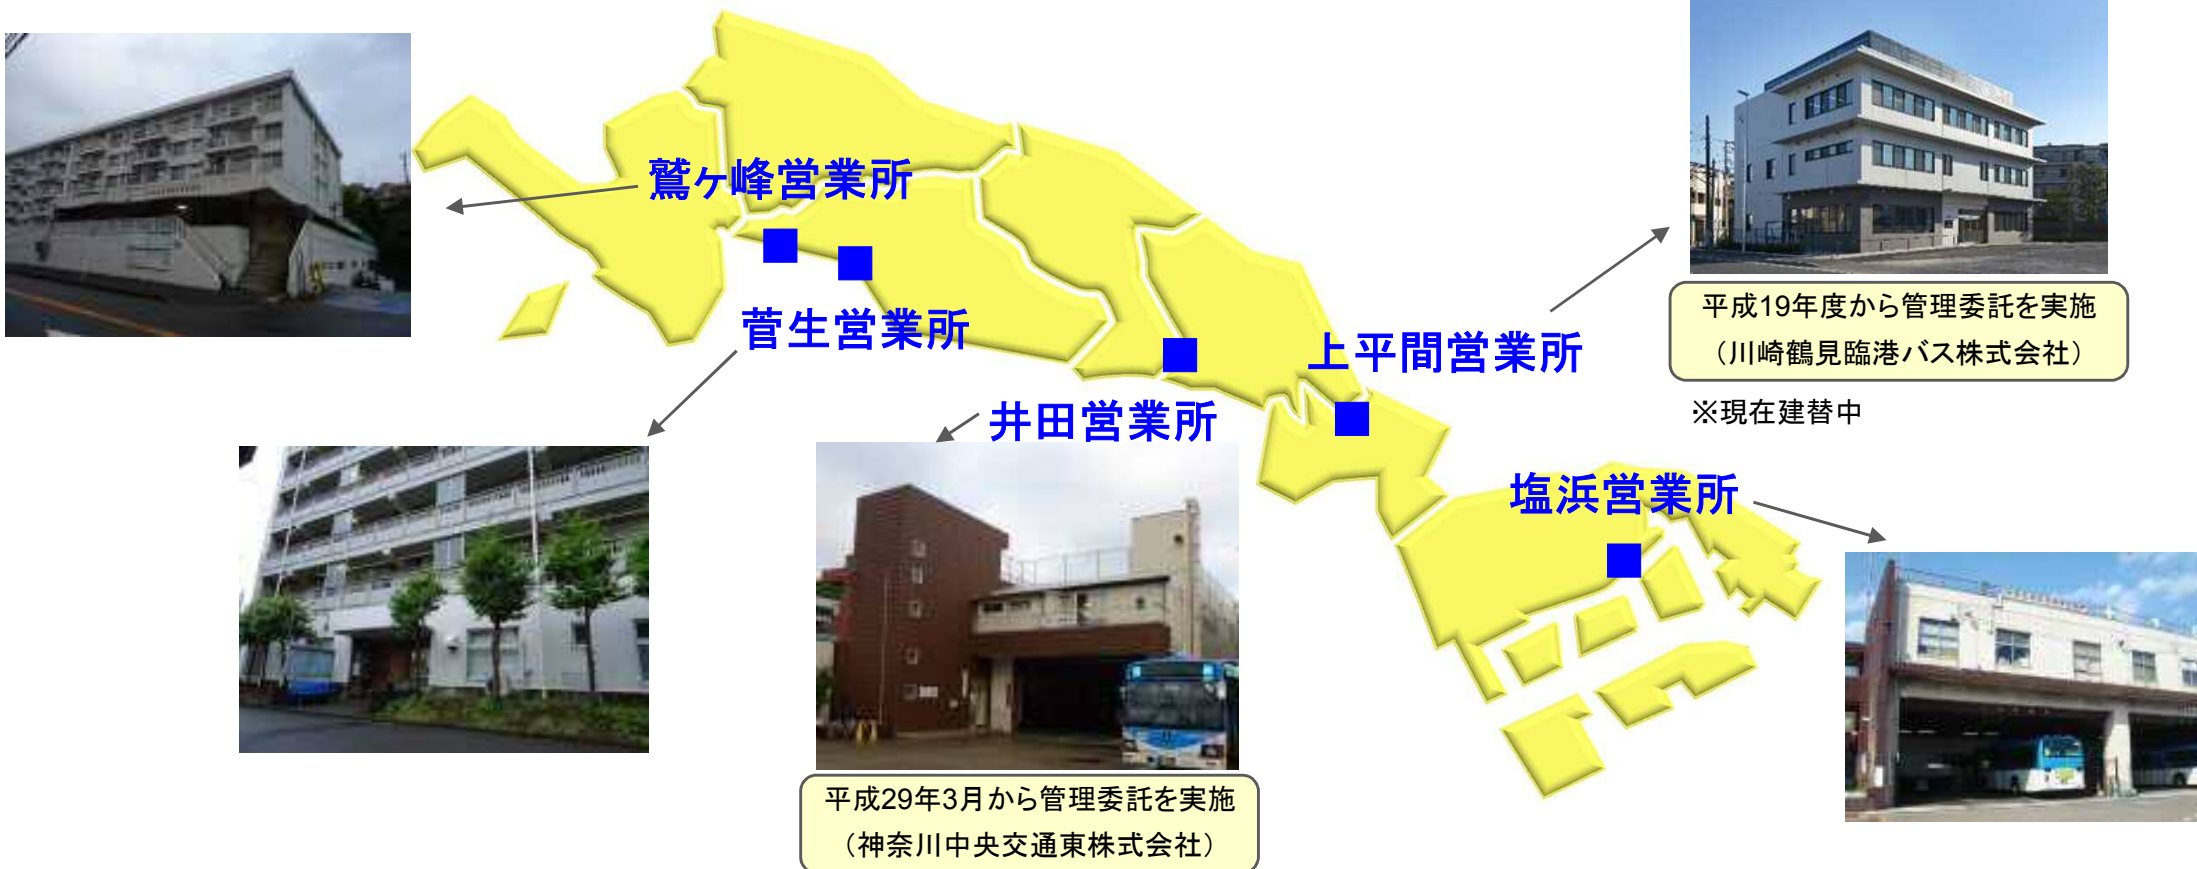 鷲ヶ峰営業所
菅生営業所
井田営業所
平成29年3月から管理委託を実施
（神奈川中央交通東株式会社）
上平間営業所
平成19年度から管理委託を実施
（川崎鶴見臨港バス株式会社）
※現在建替中
塩浜営業所